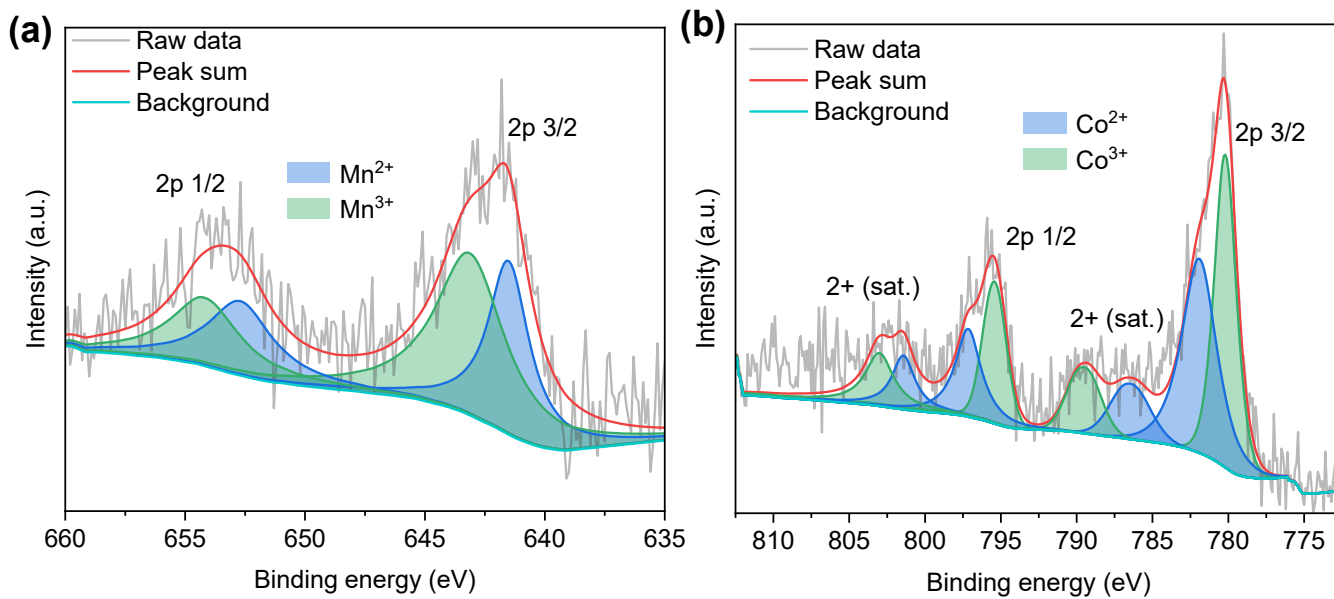 (a)
Raw data
Peak sum
Background
2p 3/2
2p 1/2
Mn2+
Mn3+
Intensity (a.u.)
660 655 650 645 640 635
Binding energy (eV)
(b)
Raw data
Peak sum
Background
Co2+
Co3+
2p 3/2
2p 1/2
2+ (sat.)
2+ (sat.)
Intensity (a.u.)
810 805 800 795 790 785 780 775
Binding energy (eV)